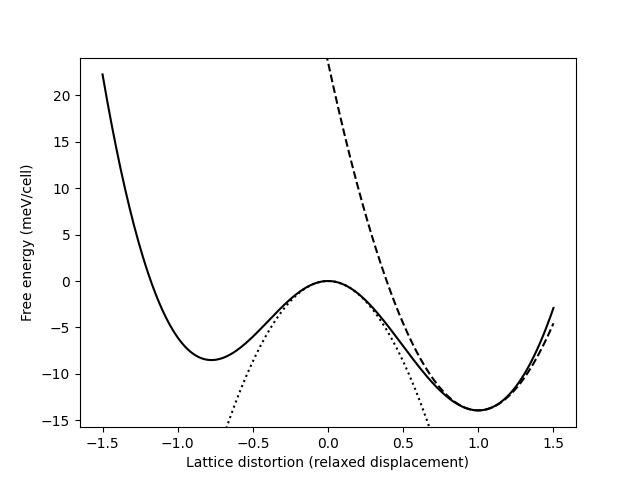 20
15
10
5
0
−5
−10
−15
Free energy (meV/cell)
−1.5 −1.0 −0.5 0.0 0.5 1.0 1.5
Lattice distortion (relaxed displacement)